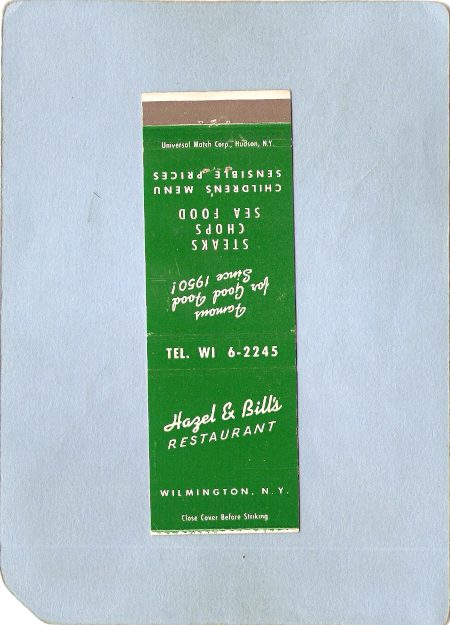 Universal Match Corp., Hudson, N.Y.
Famous
for Good Food
Since 1950!
STEAKS
CHOPS
SEA FOOD
CHILDREN'S MENU
SENSIBLE PRICES
TEL. WI 6-2245
Hazel & Bill's
RESTAURANT
WILMINGTON, N.Y.
Close Cover Before Striking